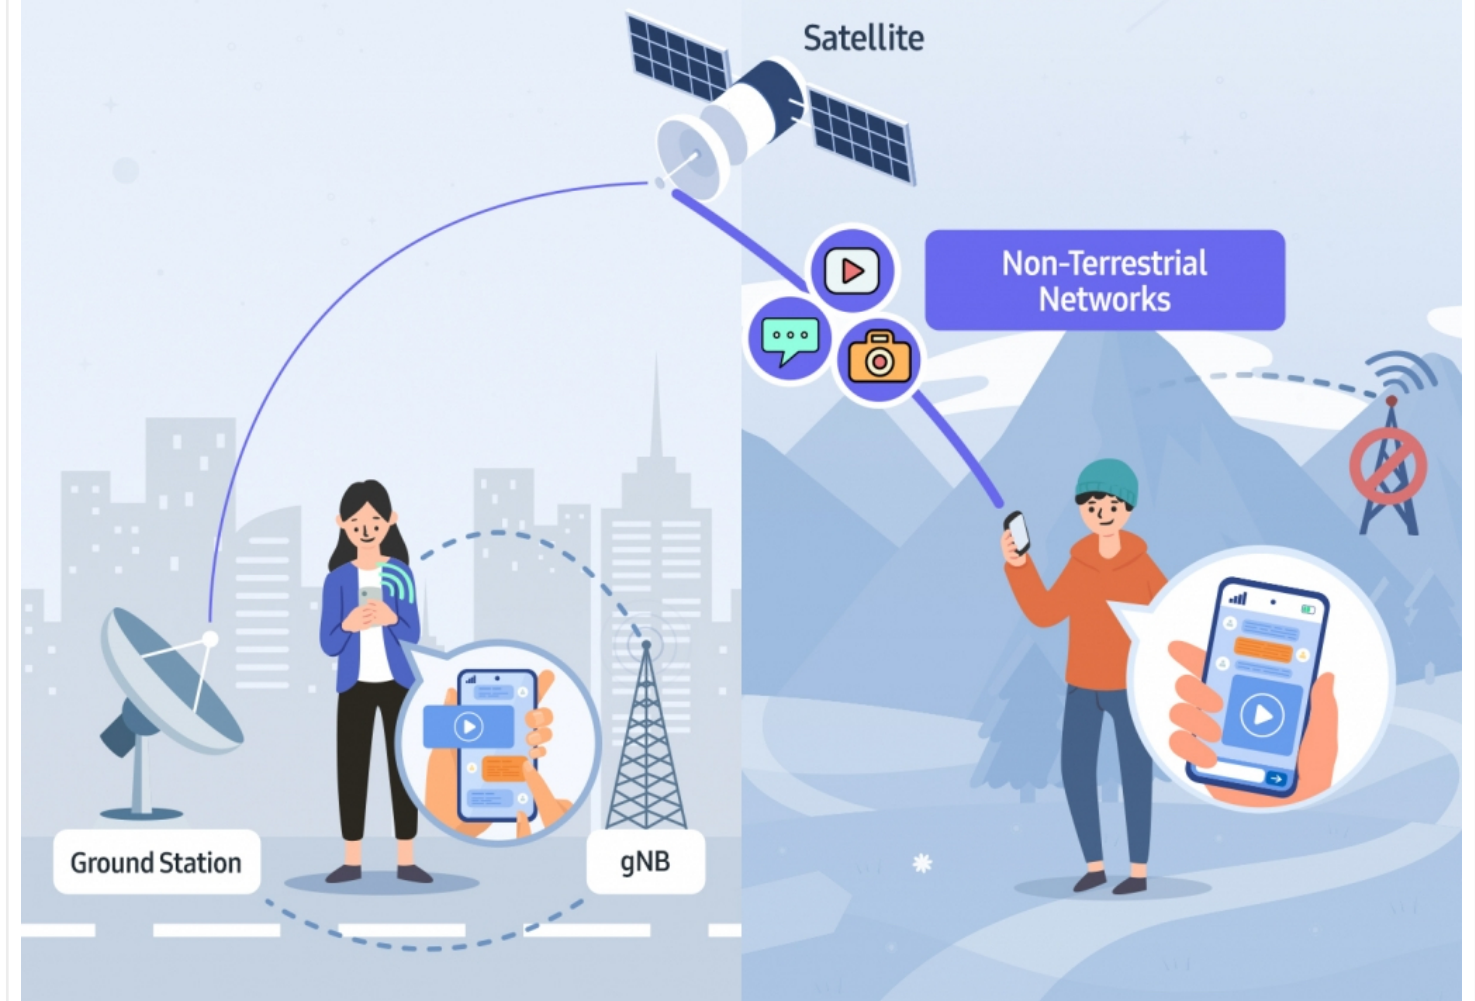 Satellite
Non-Terrestrial
Networks
Ground Station
gNB